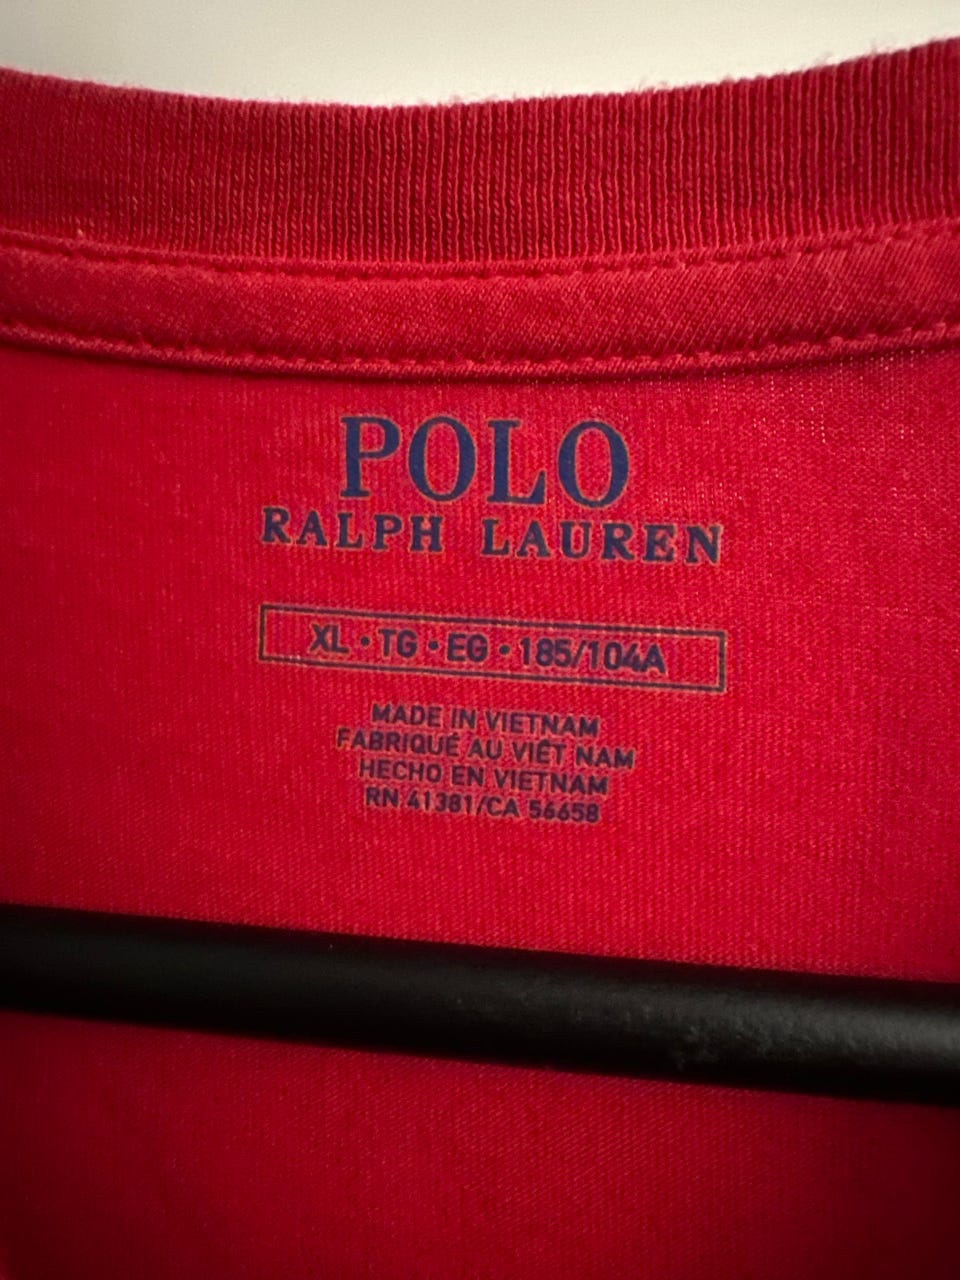 POLO
RALPH LAUREN
XL • TG • EG • 185/104A
MADE IN VIETNAM
FABRIQUÉ AU VIÊT NAM
HECHO EN VIETNAM
RN 41381/CA 56658